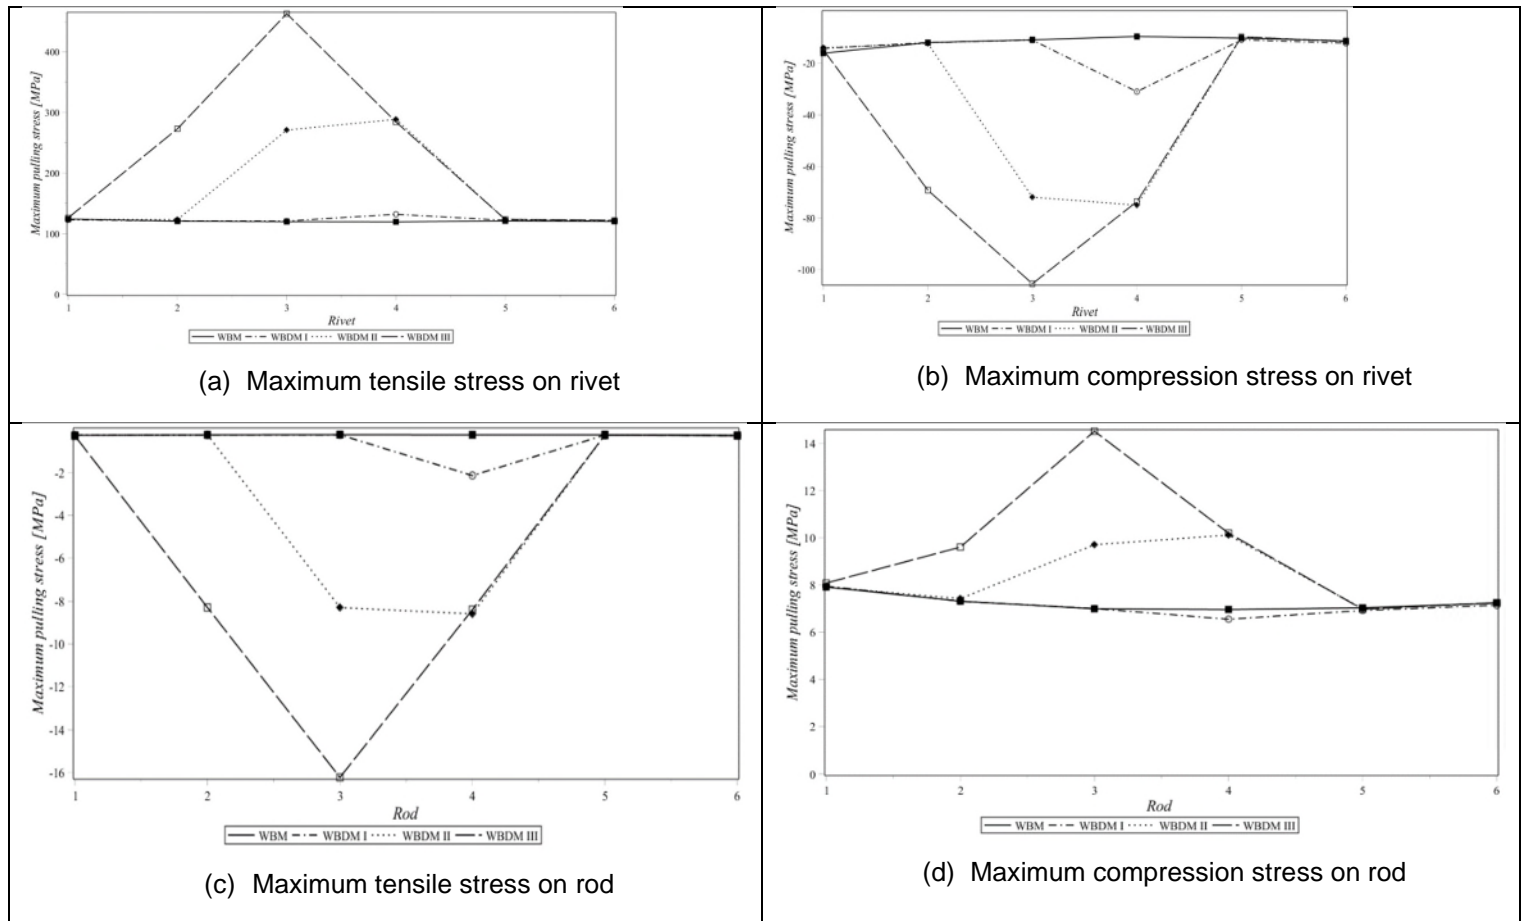 Maximum pulling stress [MPa]
400
300
200
100
0
1 2 3 4 5 6
Rivet
WBM WBDM I WBDM II WBDM III
(a) Maximum tensile stress on rivet
Maximum pulling stress [MPa]
-20
-40
-60
-80
-100
1 2 3 4 5 6
Rivet
WBM WBDM I WBDM II WBDM III
(b) Maximum compression stress on rivet
Maximum pulling stress [MPa]
-2
-4
-6
-8
-10
-12
-14
-16
1 2 3 4 5 6
Rod
WBM WBDM I WBDM II WBDM III
(c) Maximum tensile stress on rod
Maximum pulling stress [MPa]
14
12
10
8
6
4
2
0
1 2 3 4 5 6
Rod
WBM WBDM I WBDM II WBDM III
(d) Maximum compression stress on rod